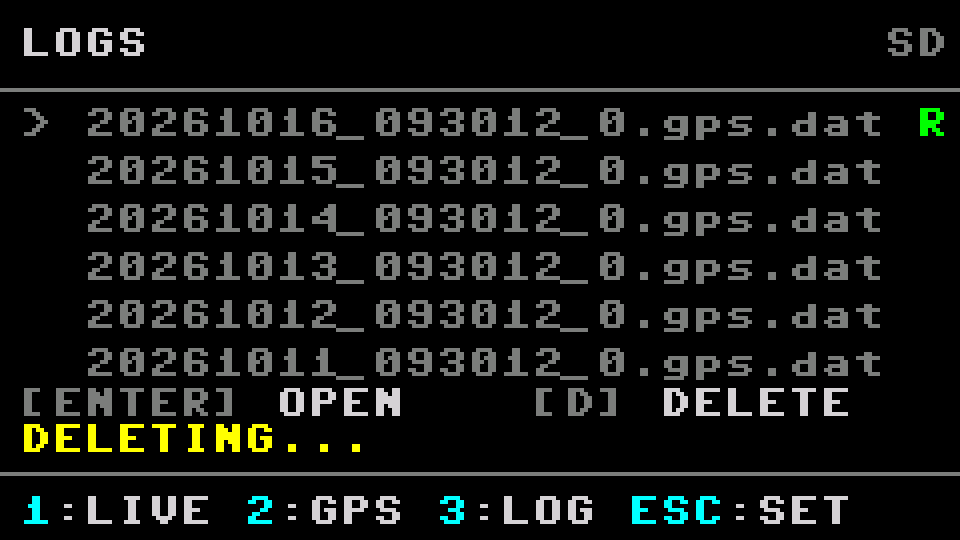 LOGS SD
> 20261016_093012_0.gps.dat R
20261015_093012_0.gps.dat
20261014_093012_0.gps.dat
20261013_093012_0.gps.dat
20261012_093012_0.gps.dat
20261011_093012_0.gps.dat
[ENTER] OPEN [D] DELETE
DELETING...
1:LIVE 2:GPS 3:LOG ESC:SET